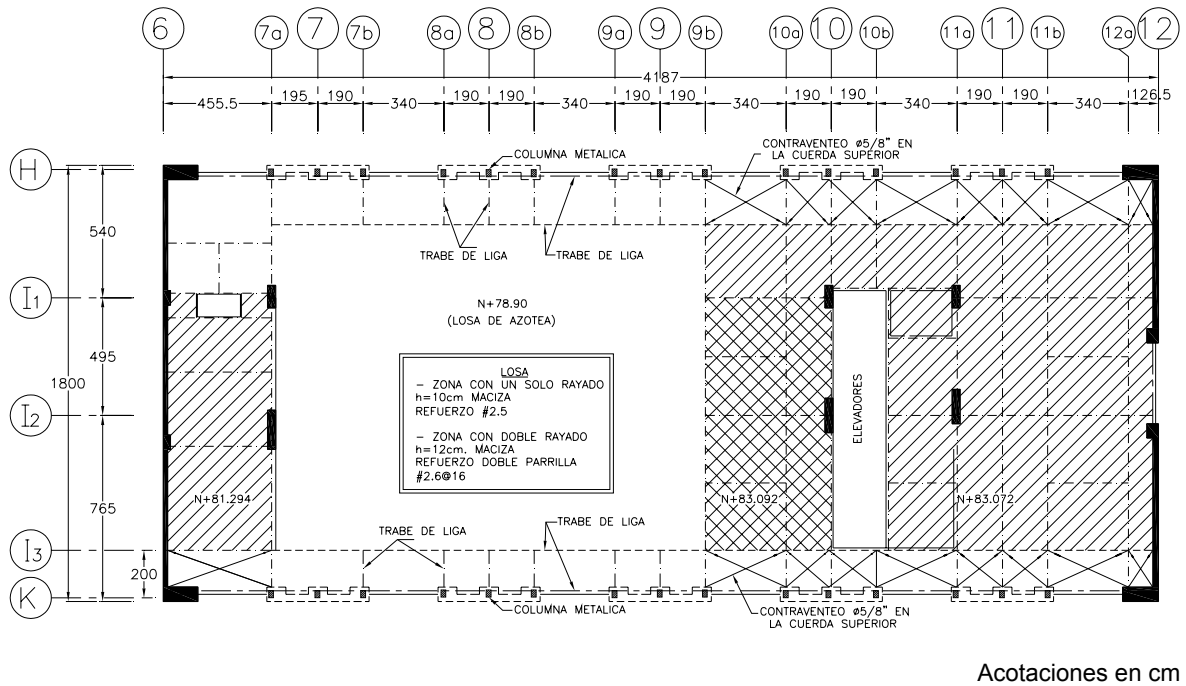 6 7a 7 7b 8a 8 8b 9a 9 9b 10a 10 10b 11a 11 11b 12a 12
4187
455.5 195 190 340 190 190 340 190 190 340 190 190 340 190 190 340 126.5
COLUMNA METALICA
CONTRAVENTEO ø5/8" EN
LA CUERDA SUPERIOR
H
540
TRABE DE LIGA
TRABE DE LIGA
I1
N+78.90
(LOSA DE AZOTEA)
495
1800
LOSA
– ZONA CON UN SOLO RAYADO
h=10cm MACIZA
REFUERZO #2.5
– ZONA CON DOBLE RAYADO
h=12cm. MACIZA
REFUERZO DOBLE PARRILLA
#2.6@16
ELEVADORES
I2
N+81.294
N+83.092
N+83.072
765
TRABE DE LIGA
TRABE DE LIGA
I3
200
K
COLUMNA METALICA
CONTRAVENTEO ø5/8" EN
LA CUERDA SUPERIOR
Acotaciones en cm